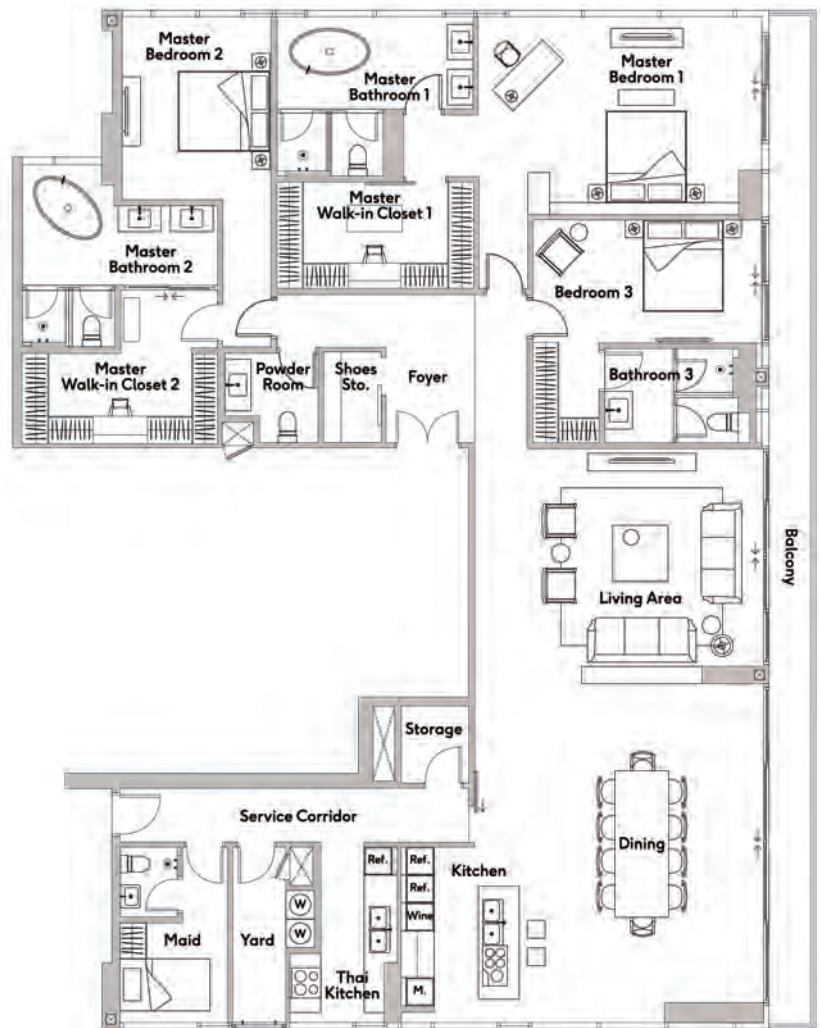 Master
Bedroom 2
Master
Bathroom 1
Master
Bedroom 1
Master
Walk-in Closet 1
Master
Bathroom 2
Bedroom 3
Master
Walk-in Closet 2
Powder
Room
Shoes
Sto.
Foyer
Bathroom 3
Living Area
Balcony
Storage
Service Corridor
Dining
Kitchen
Ref.
Ref.
Ref.
Wine
W
W
Maid
Yard
Thai
Kitchen
M.